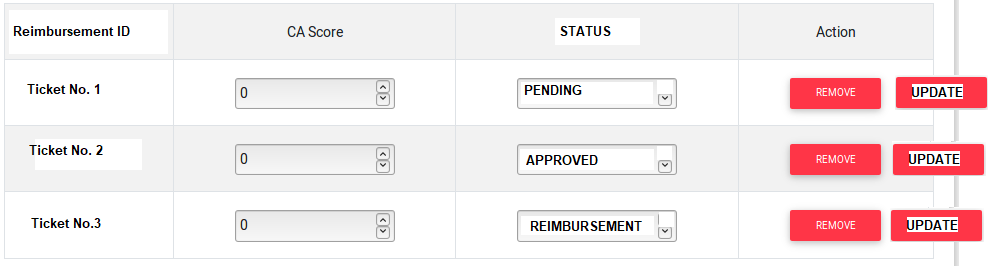 Reimbursement ID CA Score STATUS Action
Ticket No. 1 0 PENDING REMOVE UPDATE
Ticket No. 2 0 APPROVED REMOVE UPDATE
Ticket No.3 0 REIMBURSEMENT REMOVE UPDATE